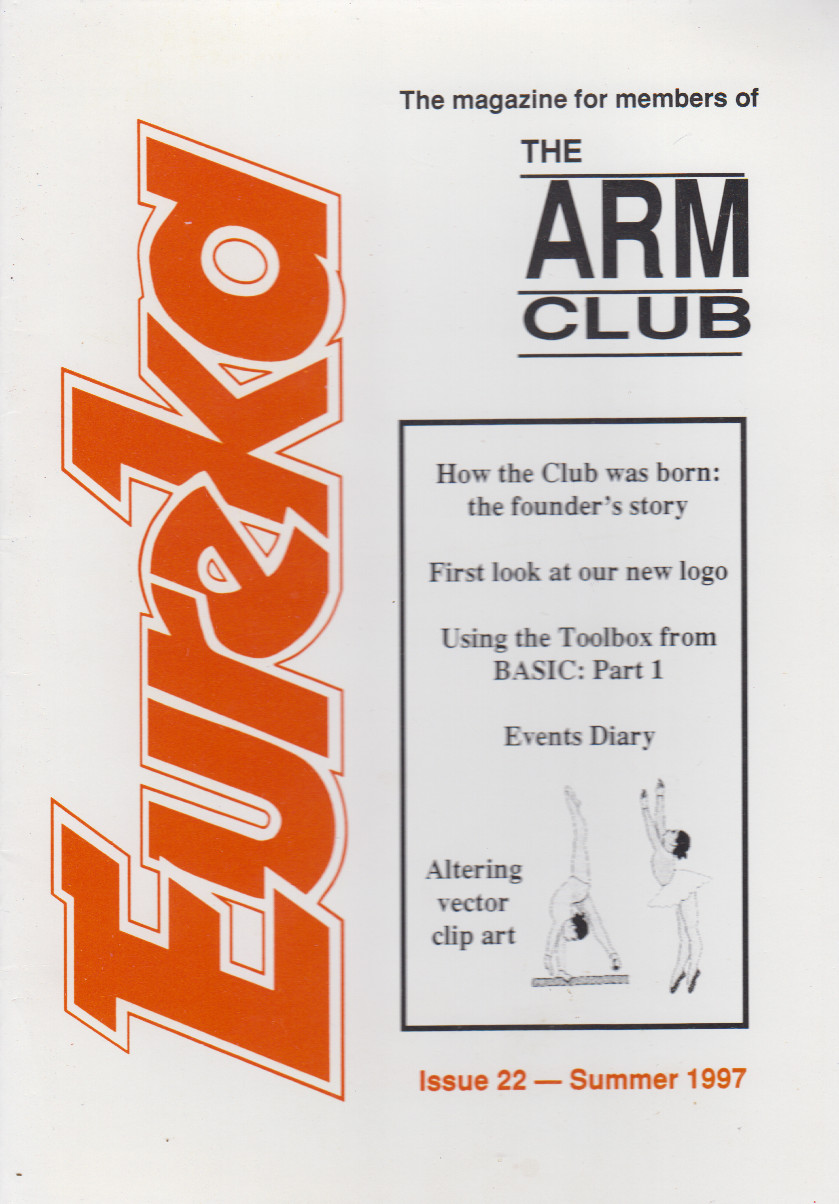 Eureka
The magazine for members of
THE
ARM
CLUB
How the Club was born:
the founder's story
First look at our new logo
Using the Toolbox from
BASIC: Part 1
Events Diary
Altering
vector
clip art
Issue 22 — Summer 1997